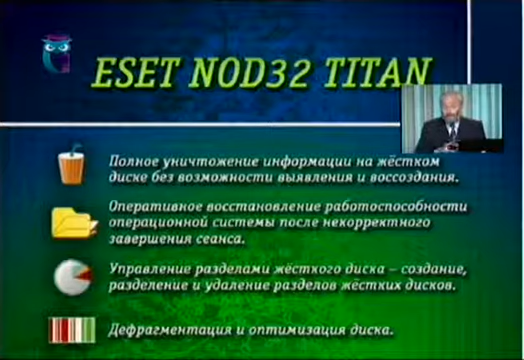 ESET NOD32 TITAN
Полное уничтожение информации на жёстком
диске без возможности выявления и воссоздания.
Оперативное восстановление работоспособности
операционной системы после некорректного
завершения сеанса.
Управление разделами жёсткого диска – создание,
разделение и удаление разделов жёстких дисков.
Дефрагментация и оптимизация диска.